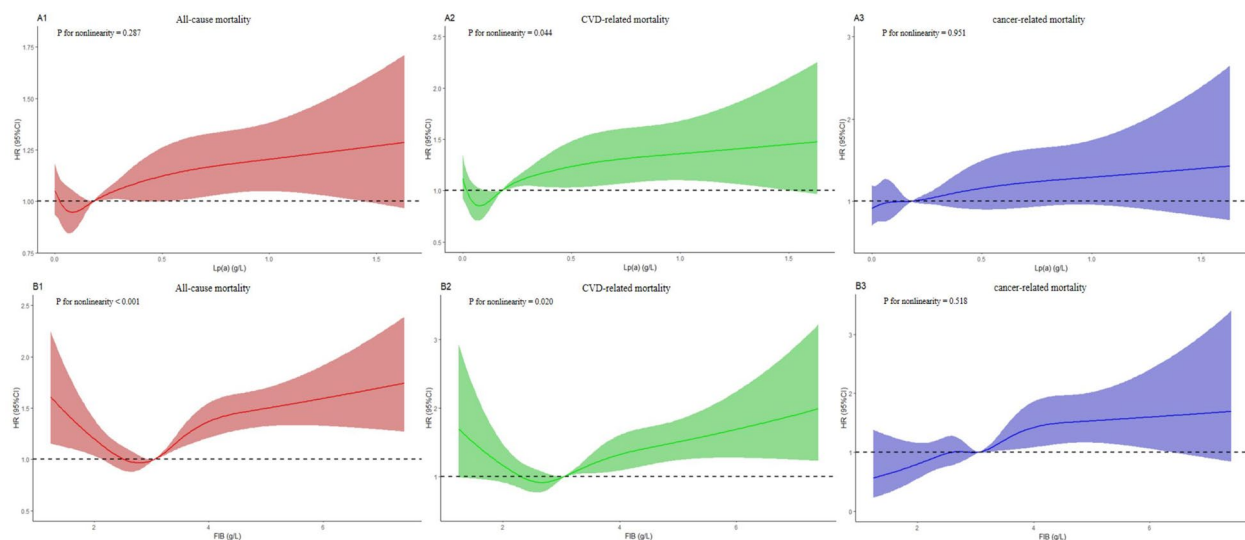 A1
All-cause mortality
P for nonlinearity = 0.287
HR (95%CI)
1.75
1.50
1.25
1.00
0.75
0.0
0.5
1.0
1.5
Lp(a) (g/L)
A2
CVD-related mortality
P for nonlinearity = 0.044
HR (95%CI)
2.5
2.0
1.5
1.0
0.5
0.0
0.5
1.0
1.5
Lp(a) (g/L)
A3
cancer-related mortality
P for nonlinearity = 0.951
HR (95%CI)
3
2
1
0.0
0.5
1.0
1.5
Lp(a) (g/L)
B1
All-cause mortality
P for nonlinearity < 0.001
HR (95%CI)
2.5
2.0
1.5
1.0
0.5
2
4
6
FIB (g/L)
B2
CVD-related mortality
P for nonlinearity = 0.020
HR (95%CI)
3
2
1
2
4
6
FIB (g/L)
B3
cancer-related mortality
P for nonlinearity = 0.518
HR (95%CI)
3
2
1
0
2
4
6
FIB (g/L)